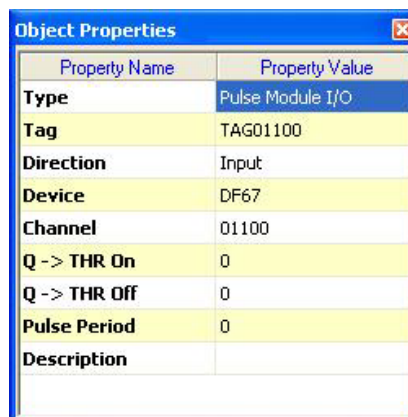 Object Properties
Property Name Property Value
Type Pulse Module I/O
Tag TAG01100
Direction Input
Device DF67
Channel 01100
Q -> THR On 0
Q -> THR Off 0
Pulse Period 0
Description